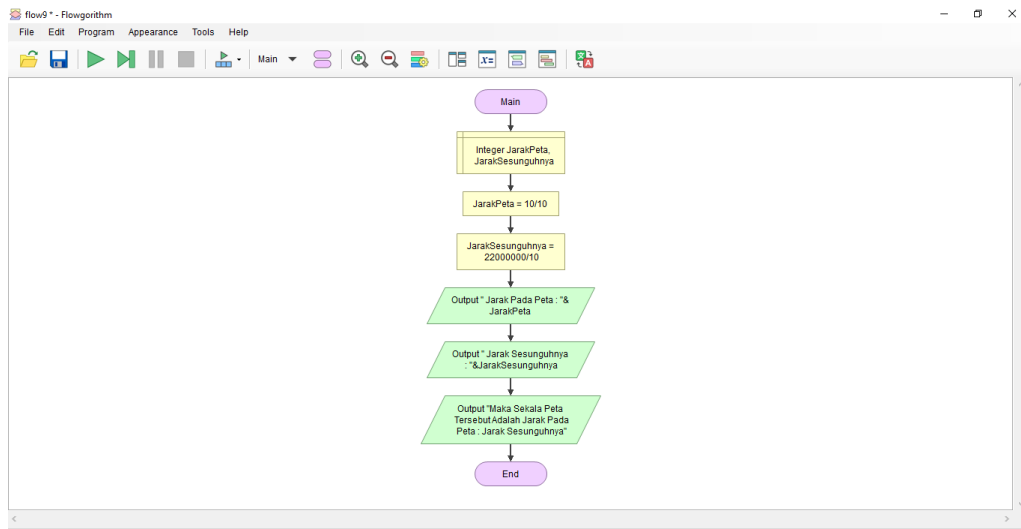 flow9 * - Flowgorithm
File Edit Program Appearance Tools Help
Main
x=
Main
Integer JarakPeta,
JarakSesunguhnya
JarakPeta = 10/10
JarakSesunguhnya =
22000000/10
Output " Jarak Pada Peta : "&
JarakPeta
Output " Jarak Sesunguhnya
: "&JarakSesunguhnya
Output "Maka Sekala Peta
Tersebut Adalah Jarak Pada
Peta : Jarak Sesunguhnya"
End